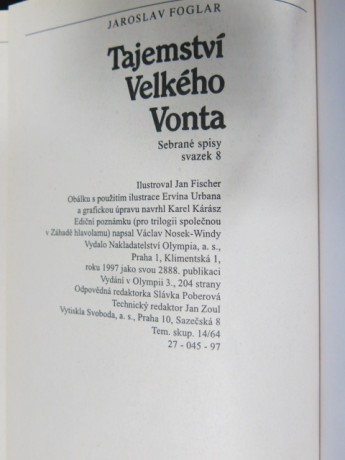 JAROSLAV FOGLAR
Tajemství
Velkého
Vonta
Sebrané spisy
svazek 8
Ilustroval Jan Fischer
Obálku s použitím ilustrace Ervína Urbana
a grafickou úpravu navrhl Karel Kárász
Ediční poznámku (pro trilogii společnou
v Záhadě hlavolamu) napsal Václav Nosek-Windy
Vydalo Nakladatelství Olympia, a. s.,
Praha 1, Klimentská 1,
roku 1997 jako svou 2888. publikaci
Vydání v Olympii 3., 204 strany
Odpovědná redaktorka Slávka Poberová
Technický redaktor Jan Zoul
Vytiskla Svoboda, a. s., Praha 10, Sazečská 8
Tem. skup. 14/64
27 - 045 - 97